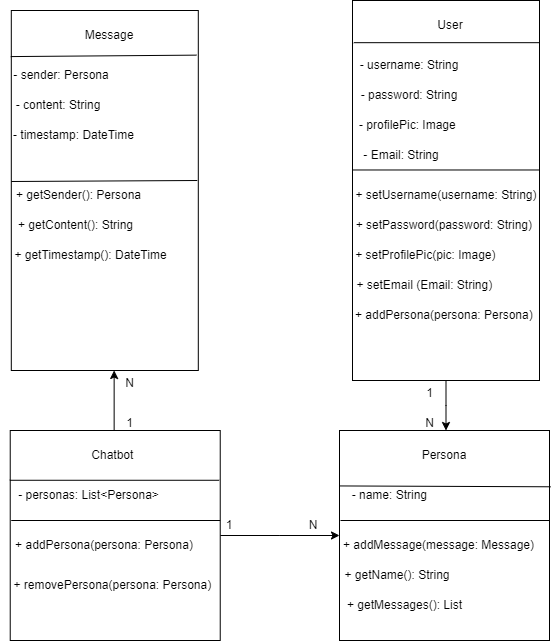 Message
- sender: Persona
- content: String
- timestamp: DateTime
+ getSender(): Persona
+ getContent(): String
+ getTimestamp(): DateTime
User
- username: String
- password: String
- profilePic: Image
- Email: String
+ setUsername(username: String)
+ setPassword(password: String)
+ setProfilePic(pic: Image)
+ setEmail (Email: String)
+ addPersona(persona: Persona)
N
1
1
N
Chatbot
- personas: List<Persona>
+ addPersona(persona: Persona)
+ removePersona(persona: Persona)
1
N
Persona
- name: String
+ addMessage(message: Message)
+ getName(): String
+ getMessages(): List